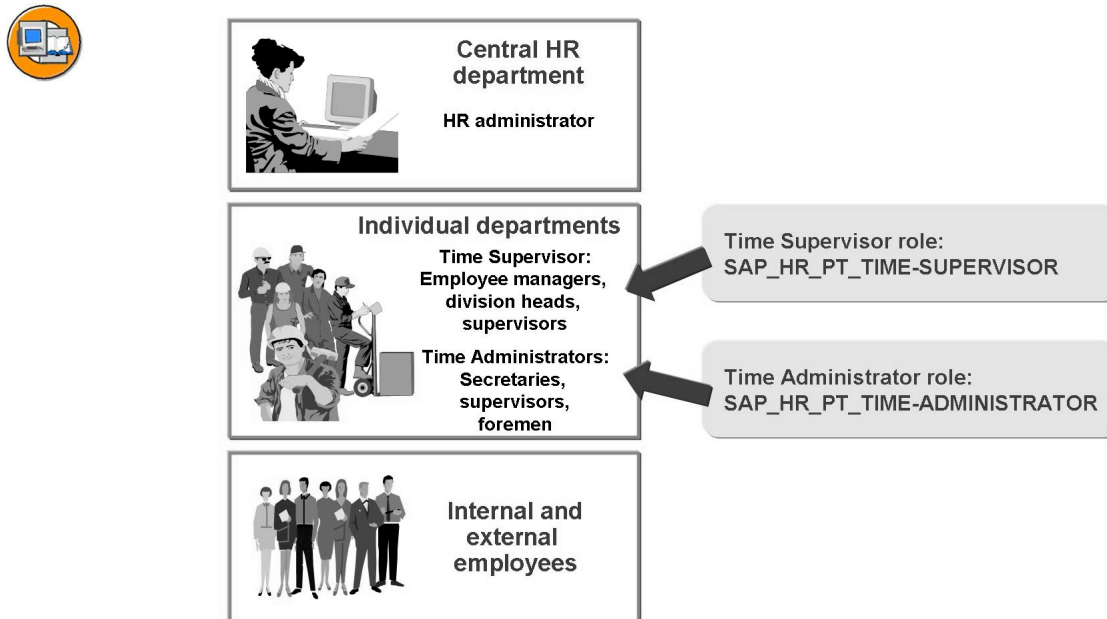 Central HR
department
HR administrator
Individual departments
Time Supervisor:
Employee managers,
division heads,
supervisors
Time Administrators:
Secretaries,
supervisors,
foremen
Time Supervisor role:
SAP_HR_PT_TIME-SUPERVISOR
Time Administrator role:
SAP_HR_PT_TIME-ADMINISTRATOR
Internal and
external
employees